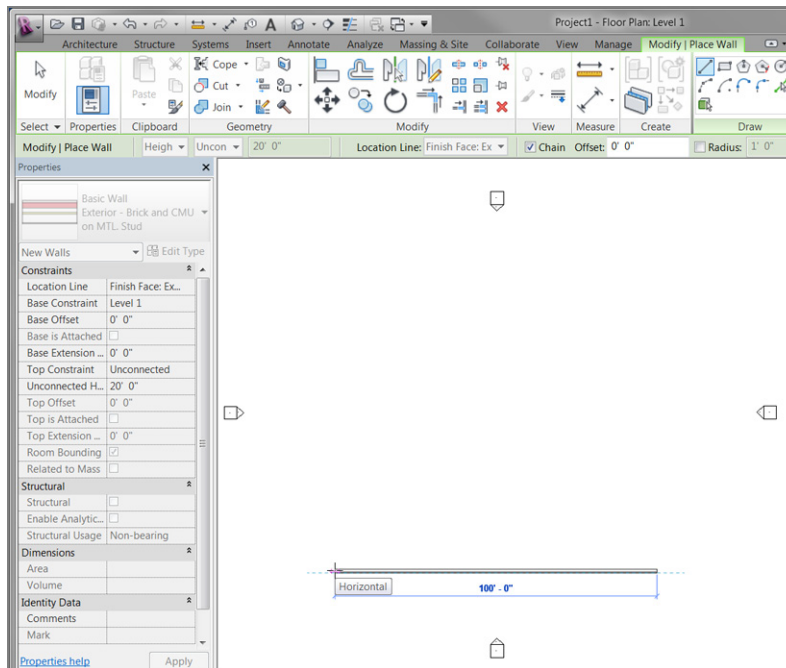 Project1 - Floor Plan: Level 1
Architecture Structure Systems Insert Annotate Analyze Massing & Site Collaborate View Manage Modify | Place Wall
Modify
Paste
Cope
Cut
Join
Select Properties Clipboard Geometry Modify View Measure Create Draw
Modify | Place Wall Heigh Uncon 20' 0" Location Line: Finish Face: Ex Chain Offset: 0' 0" Radius: 1' 0"
Properties
Basic Wall
Exterior - Brick and CMU
on MTL. Stud
New Walls Edit Type
Constraints
Location Line Finish Face: Ex...
Base Constraint Level 1
Base Offset 0' 0"
Base is Attached
Base Extension ... 0' 0"
Top Constraint Unconnected
Unconnected H... 20' 0"
Top Offset 0' 0"
Top is Attached
Top Extension ... 0' 0"
Room Bounding
Related to Mass
Structural
Structural
Enable Analytic...
Structural Usage Non-bearing
Dimensions
Area
Volume
Identity Data
Comments
Mark
Properties help Apply
Horizontal
100' - 0"